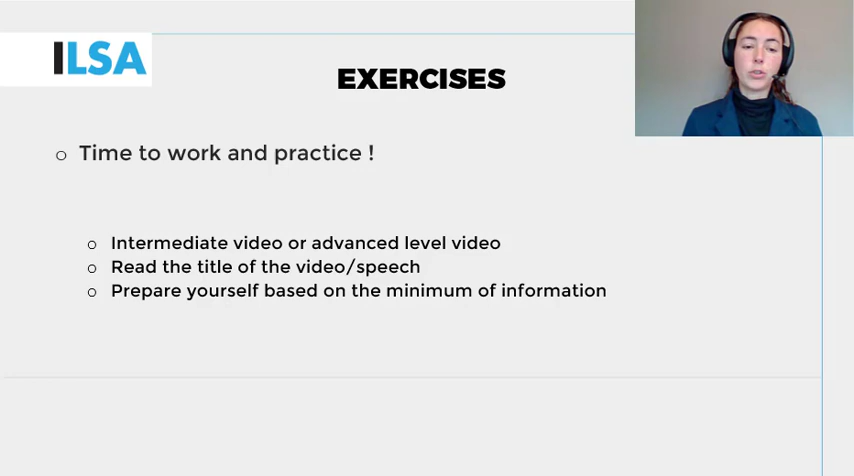 ILSA
EXERCISES
Time to work and practice !
Intermediate video or advanced level video
Read the title of the video/speech
Prepare yourself based on the minimum of information